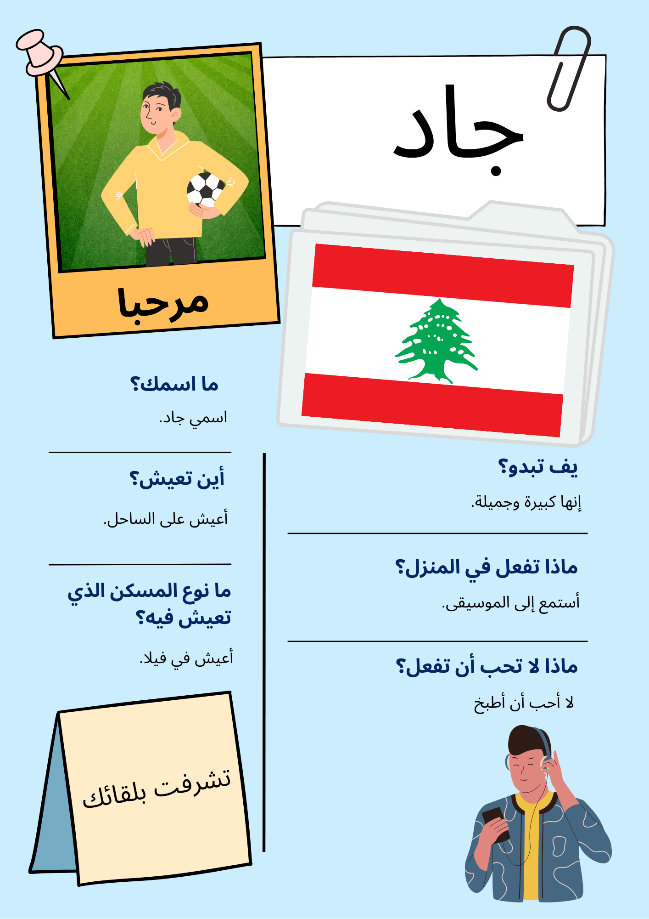 جاد
مرحبا
ما اسمك؟
اسمي جاد.
أين تعيش؟
أعيش على الساحل.
ما نوع المسكن الذي
تعيش فيه؟
أعيش في فيلا.
يف تبدو؟
إنها كبيرة وجميلة.
ماذا تفعل في المنزل؟
أستمع إلى الموسيقى.
ماذا لا تحب أن تفعل؟
لا أحب أن أطبخ
تشرفت بلقائك